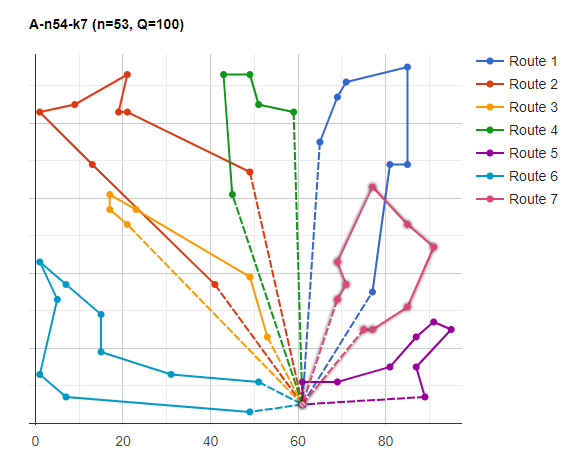 A-n54-k7 (n=53, Q=100)
Route 1
Route 2
Route 3
Route 4
Route 5
Route 6
Route 7
0 20 40 60 80